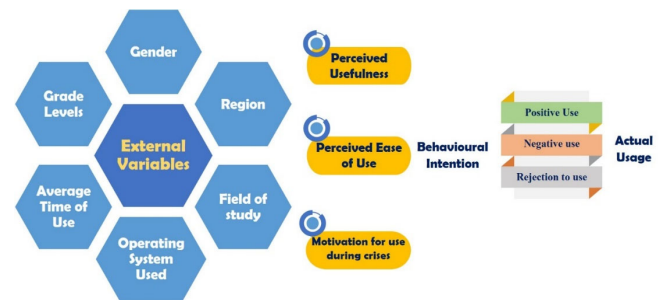 Gender
Grade
Levels
Region
External
Variables
Average
Time of
Use
Field of
study
Operating
System
Used
Perceived
Usefulness
Perceived Ease
of Use
Motivation for use
during crises
Behavioural
Intention
Positive Use
Negative use
Rejection to use
Actual
Usage